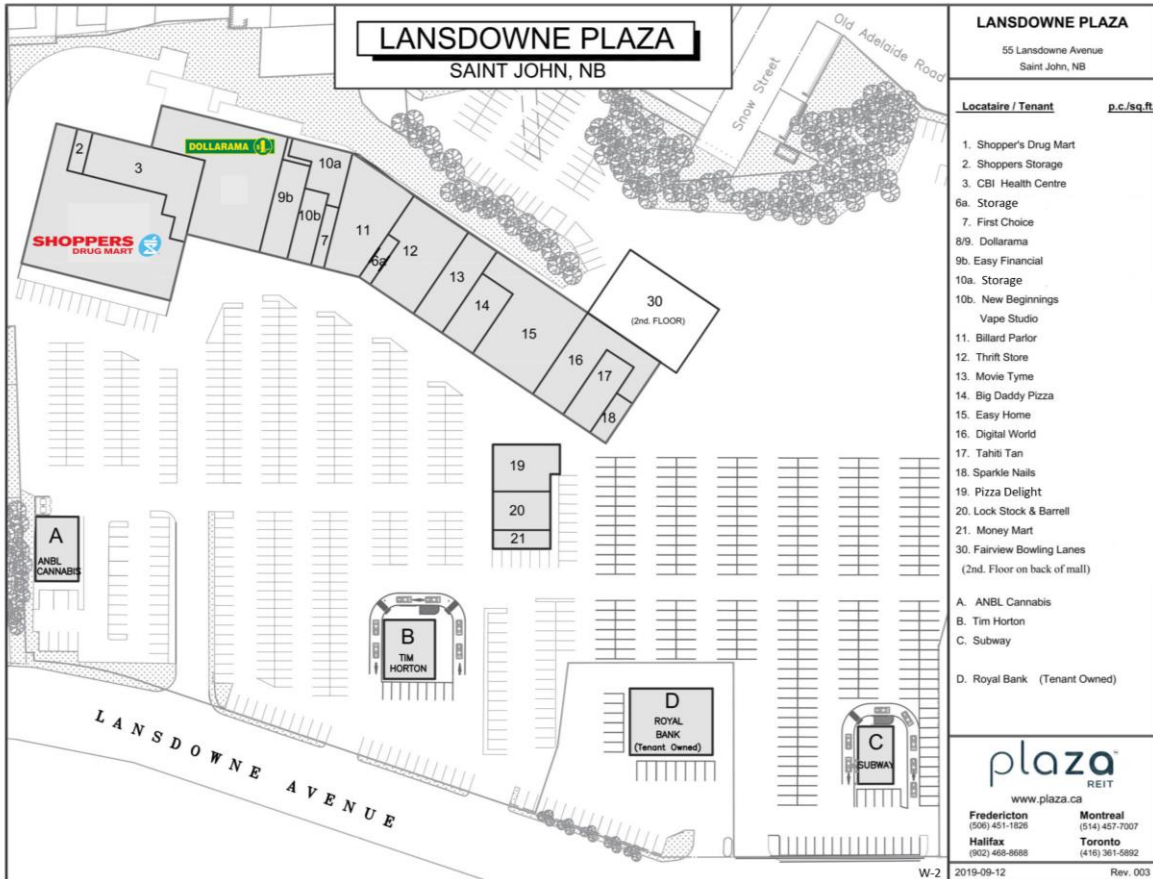 LANSDOWNE PLAZA
SAINT JOHN, NB
Old Adelaide Road
Snow Street
DOLLARAMA
2
3
SHOPPERS
DRUG MART
9b
10a
10b
7
11
6a
12
13
14
15
16
17
18
30
(2nd. FLOOR)
19
20
21
A
ANBL
CANNABIS
B
TIM
HORTON
D
ROYAL
BANK
(Tenant Owned)
C
SUBWAY
LANSDOWNE AVENUE
W-2
LANSDOWNE PLAZA
55 Lansdowne Avenue
Saint John, NB
Locataire / Tenant p.c./sq.ft.
1. Shopper's Drug Mart
2. Shoppers Storage
3. CBI Health Centre
6a. Storage
7. First Choice
8/9. Dollarama
9b. Easy Financial
10a. Storage
10b. New Beginnings
Vape Studio
11. Billard Parlor
12. Thrift Store
13. Movie Tyme
14. Big Daddy Pizza
15. Easy Home
16. Digital World
17. Tahiti Tan
18. Sparkle Nails
19. Pizza Delight
20. Lock Stock & Barrell
21. Money Mart
30. Fairview Bowling Lanes
(2nd. Floor on back of mall)
A. ANBL Cannabis
B. Tim Horton
C. Subway
D. Royal Bank (Tenant Owned)
plaza
REIT
www.plaza.ca
Fredericton Montreal
(506) 451-1826 (514) 457-7007
Halifax Toronto
(902) 468-8688 (416) 361-5892
2019-09-12 Rev. 003